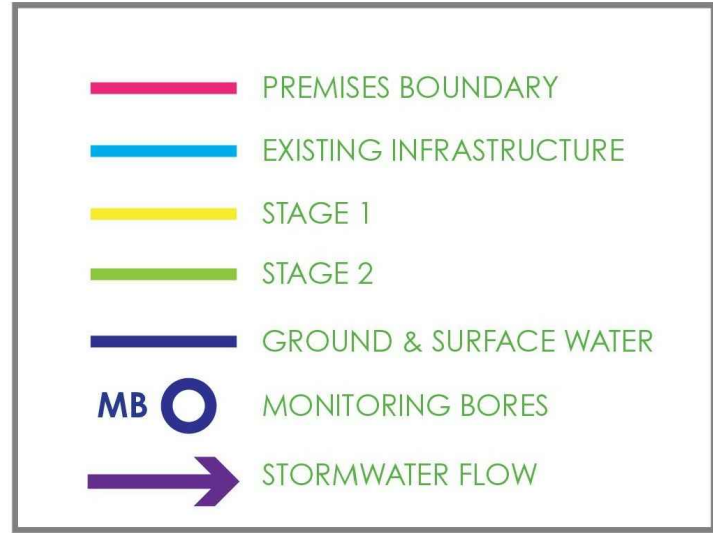 PREMISES BOUNDARY
EXISTING INFRASTRUCTURE
STAGE 1
STAGE 2
GROUND & SURFACE WATER
MB MONITORING BORES
STORMWATER FLOW